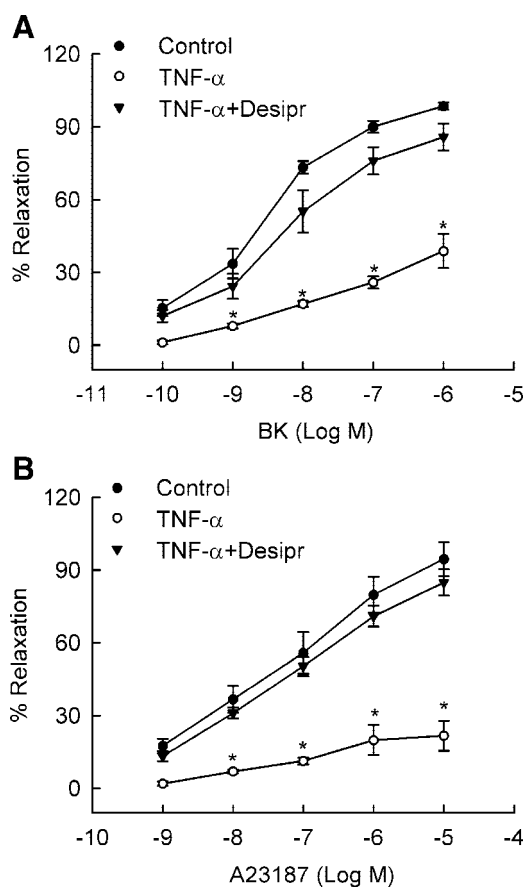 A
Control
TNF-α
TNF-α+Desipr
120
90
60
30
0
% Relaxation
*
*
*
*
-11 -10 -9 -8 -7 -6 -5
BK (Log M)
B
Control
TNF-α
TNF-α+Desipr
120
90
60
30
0
% Relaxation
*
*
*
*
-10 -9 -8 -7 -6 -5 -4
A23187 (Log M)